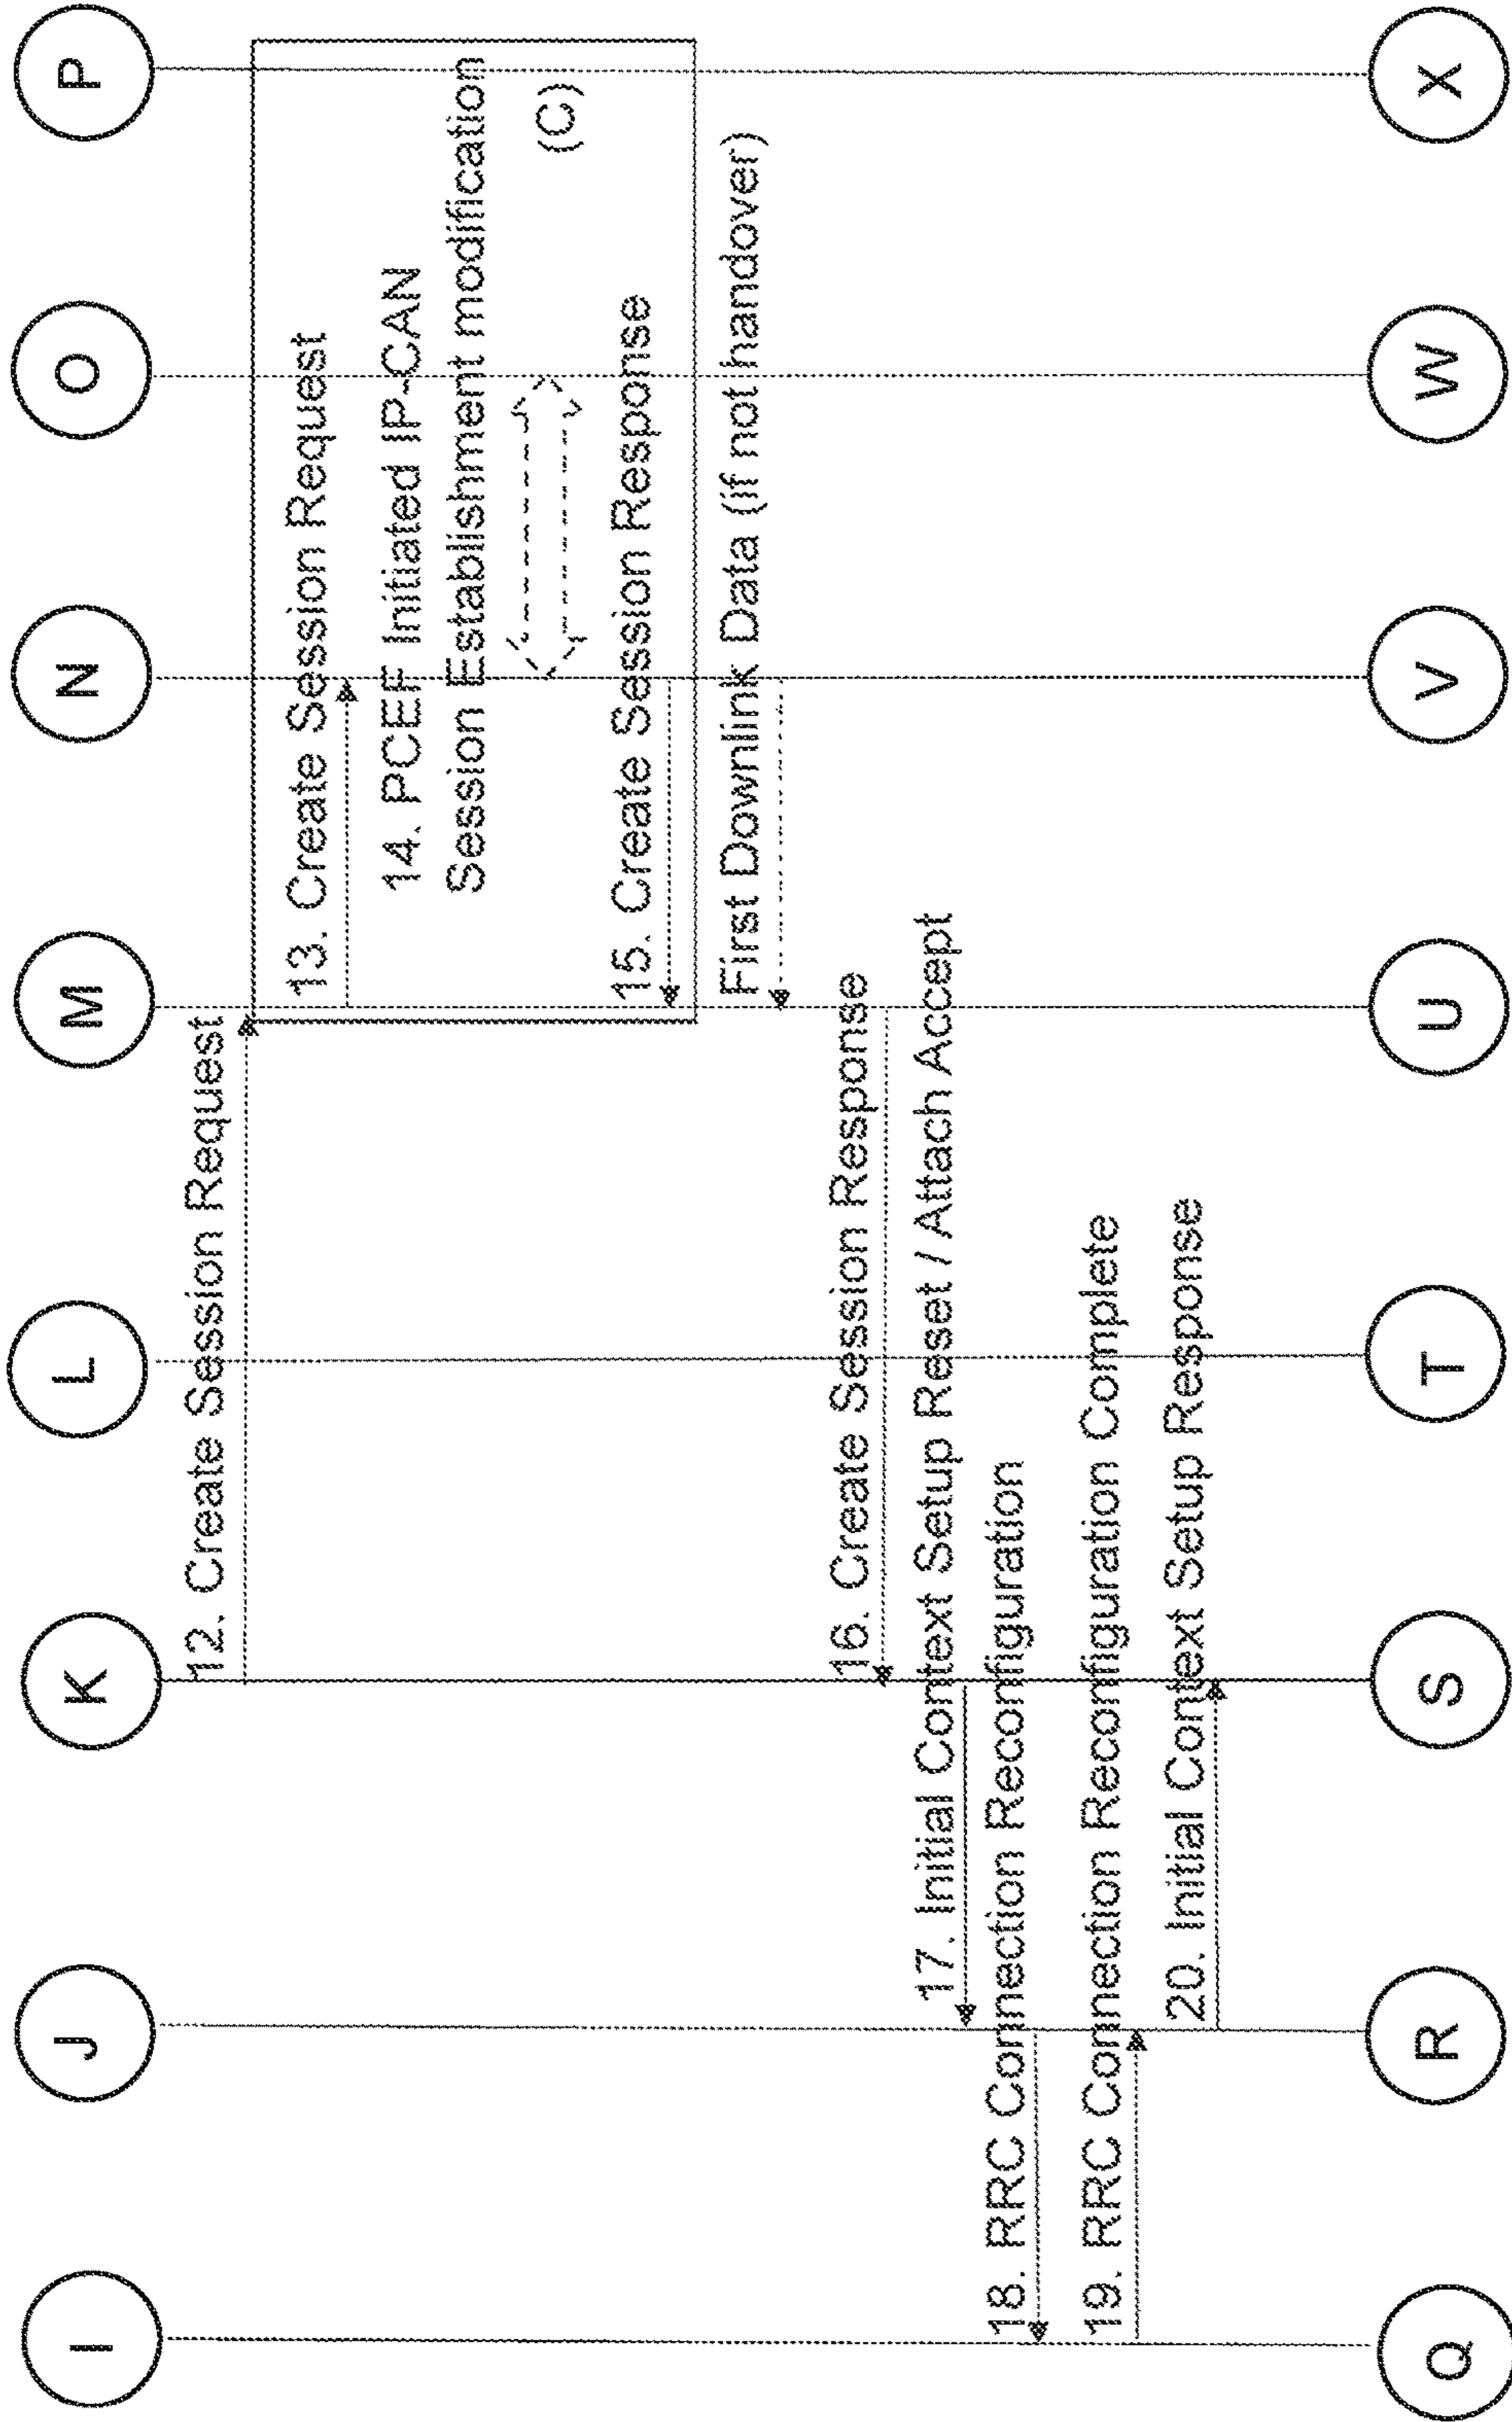 I
J
K
L
M
N
O
P
12. Create Session Request
13. Create Session Request
14. PCEF Initiated IP-CAN
Session Establishment modification
(C)
15. Create Session Response
First Downlink Data (if not handover)
16. Create Session Response
17. Initial Context Setup Reset / Attach Accept
18. RRC Connection Reconfiguration
19. RRC Connection Reconfiguration Complete
20. Initial Context Setup Response
Q
R
S
T
U
V
W
X